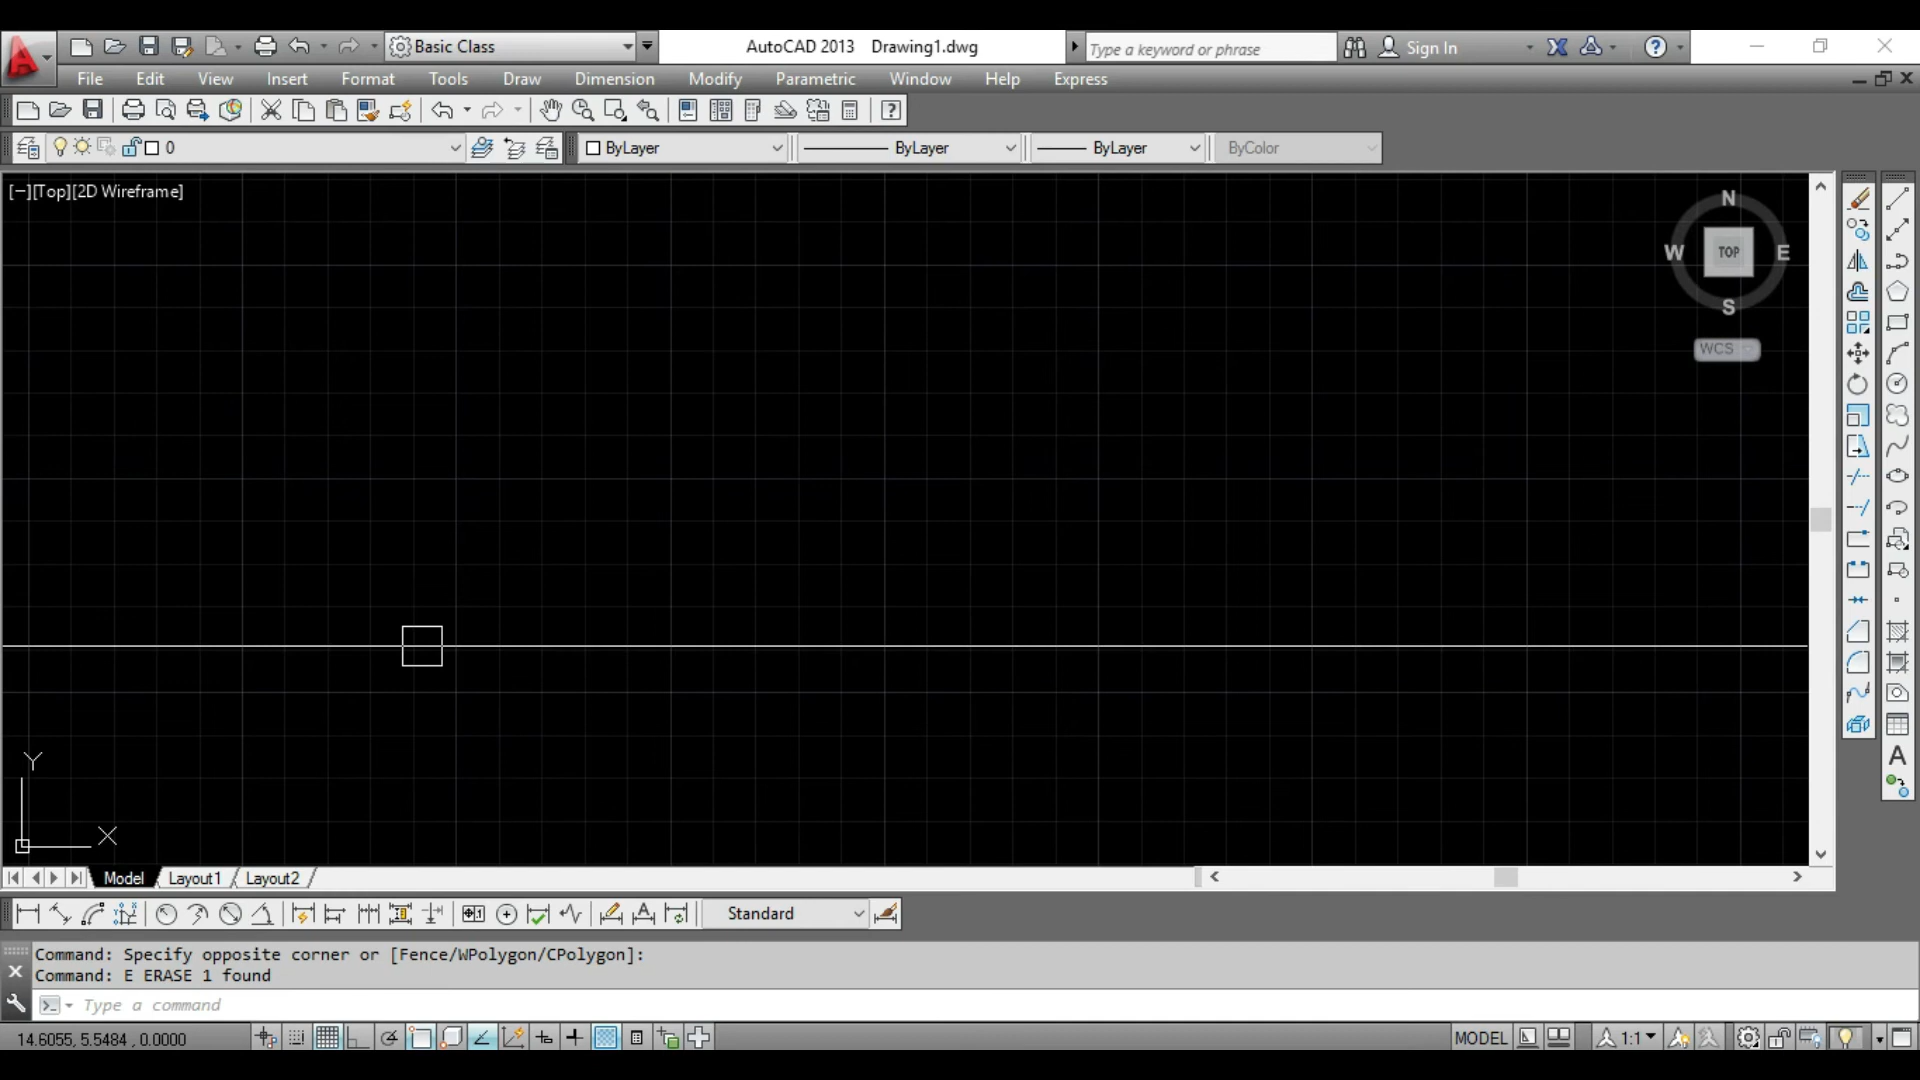 Basic Class
AutoCAD 2013 Drawing1.dwg
Type a keyword or phrase
Sign In
File Edit View Insert Format Tools Draw Dimension Modify Parametric Window Help Express
0
ByLayer
ByLayer
ByLayer
ByColor
[−][Top][2D Wireframe]
N
W
TOP
E
S
WCS
A
Y
X
Model Layout1 Layout2
Standard
Command: Specify opposite corner or [Fence/WPolygon/CPolygon]:
Command: E ERASE 1 found
Type a command
14.6055, 5.5484 , 0.0000
MODEL
1:1